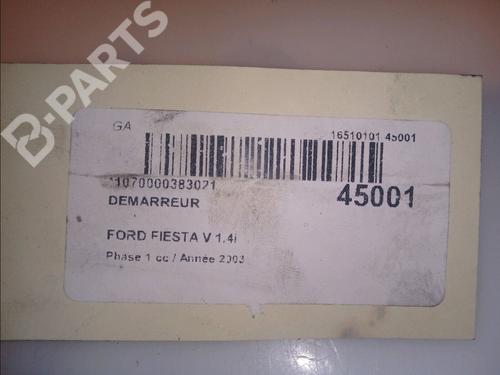 B-PARTS
GA
16510101 45001
*1070000383021
45001
DEMARREUR
FORD FIESTA V 1.4i
Phase 1 cc / Année 2003